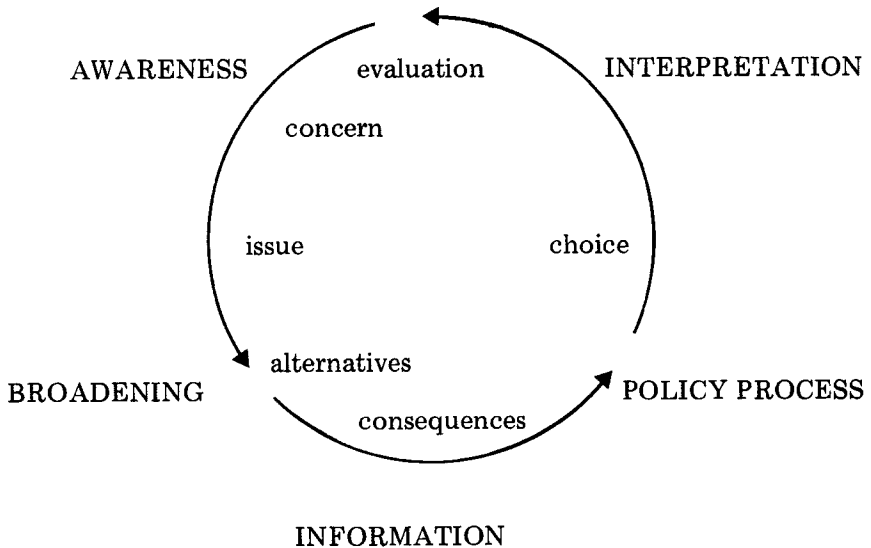 AWARENESS
evaluation
INTERPRETATION
concern
issue
choice
alternatives
BROADENING
POLICY PROCESS
consequences
INFORMATION